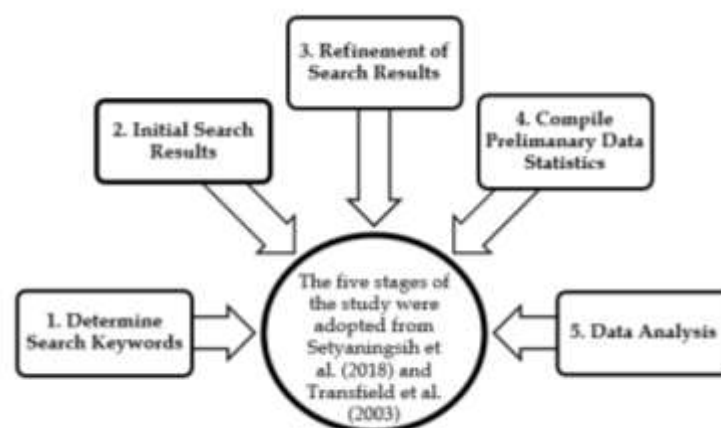 3. Refinement of
Search Results
2. Initial Search
Results
4. Compile
Prelimanary Data
Statistics
1. Determine
Search Keywords
The five stages of
the study were
adopted from
Setyaningsih et
al. (2018) and
Transfield et al.
(2003)
5. Data Analysis